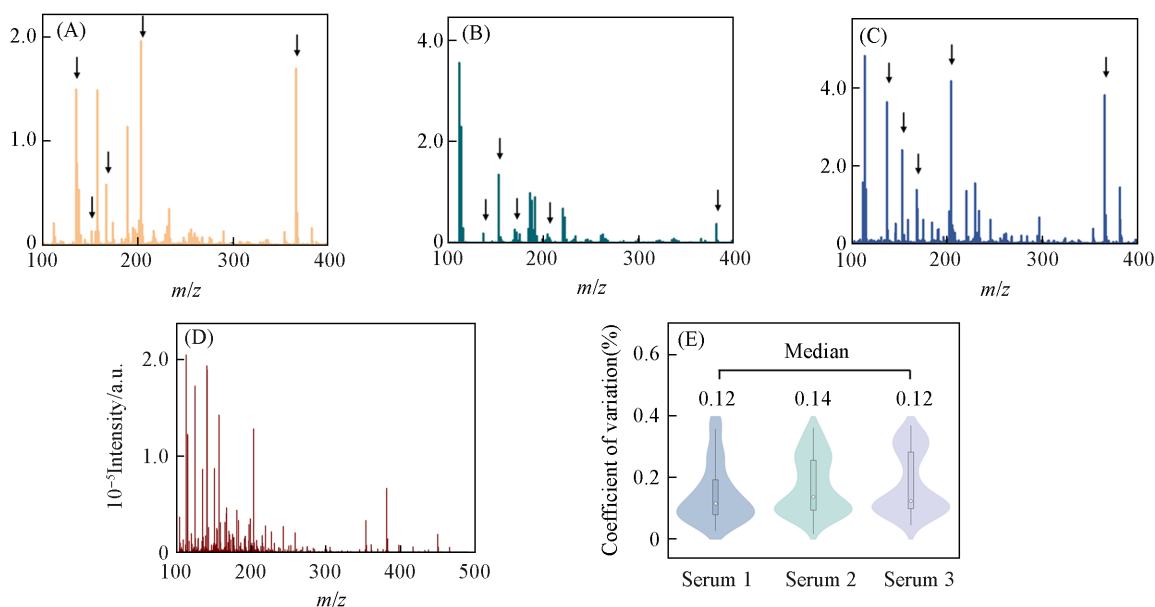 (A)
2.0
1.0
0
100
200
300
400
m/z
(B)
4.0
2.0
0
100
200
300
400
m/z
(C)
4.0
2.0
0
100
200
300
400
m/z
(D)
2.0
1.0
0
10⁻⁵Intensity/a.u.
100
200
300
400
500
m/z
(E)
Coefficient of variation(%)
0.6
0.4
0.2
0
Median
0.12
0.14
0.12
Serum 1
Serum 2
Serum 3